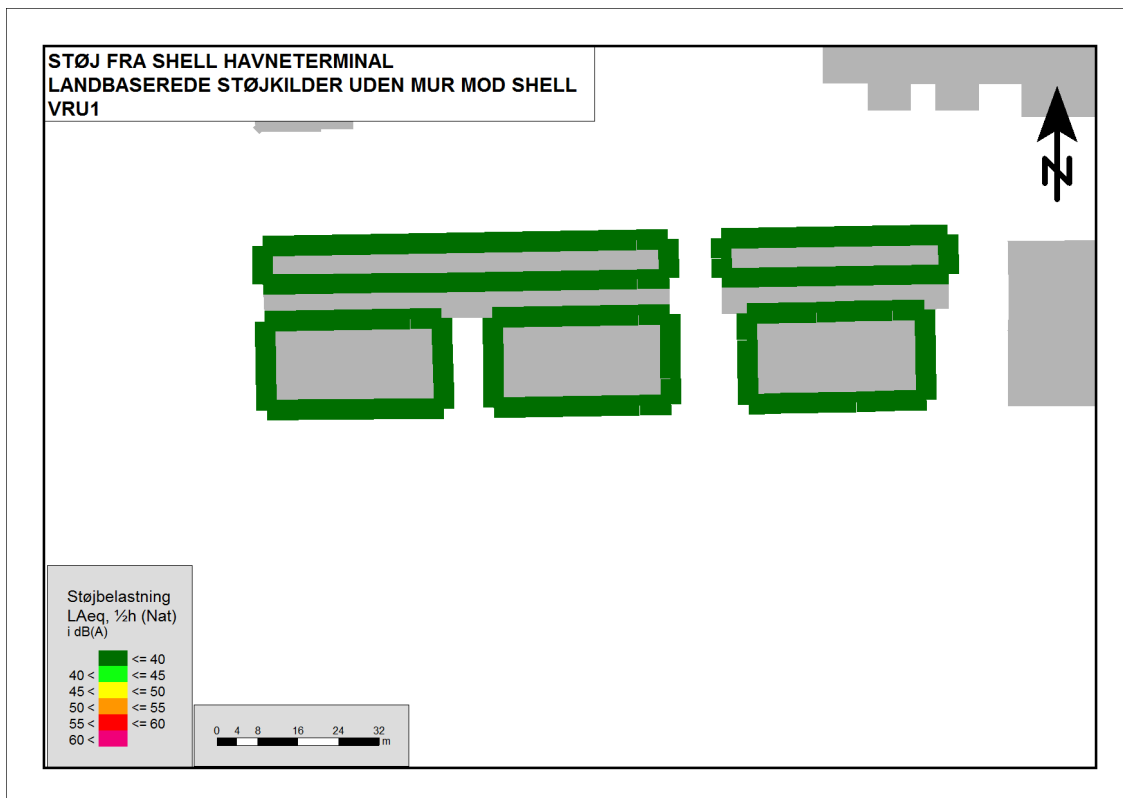 STØJ FRA SHELL HAVNETERMINAL
LANDBASEREDE STØJKILDER UDEN MUR MOD SHELL
VRU1
N
Støjbelastning
LAeq, ½h (Nat)
i dB(A)
<= 40
40 < <= 45
45 < <= 50
50 < <= 55
55 < <= 60
60 <
0 4 8 16 24 32
m